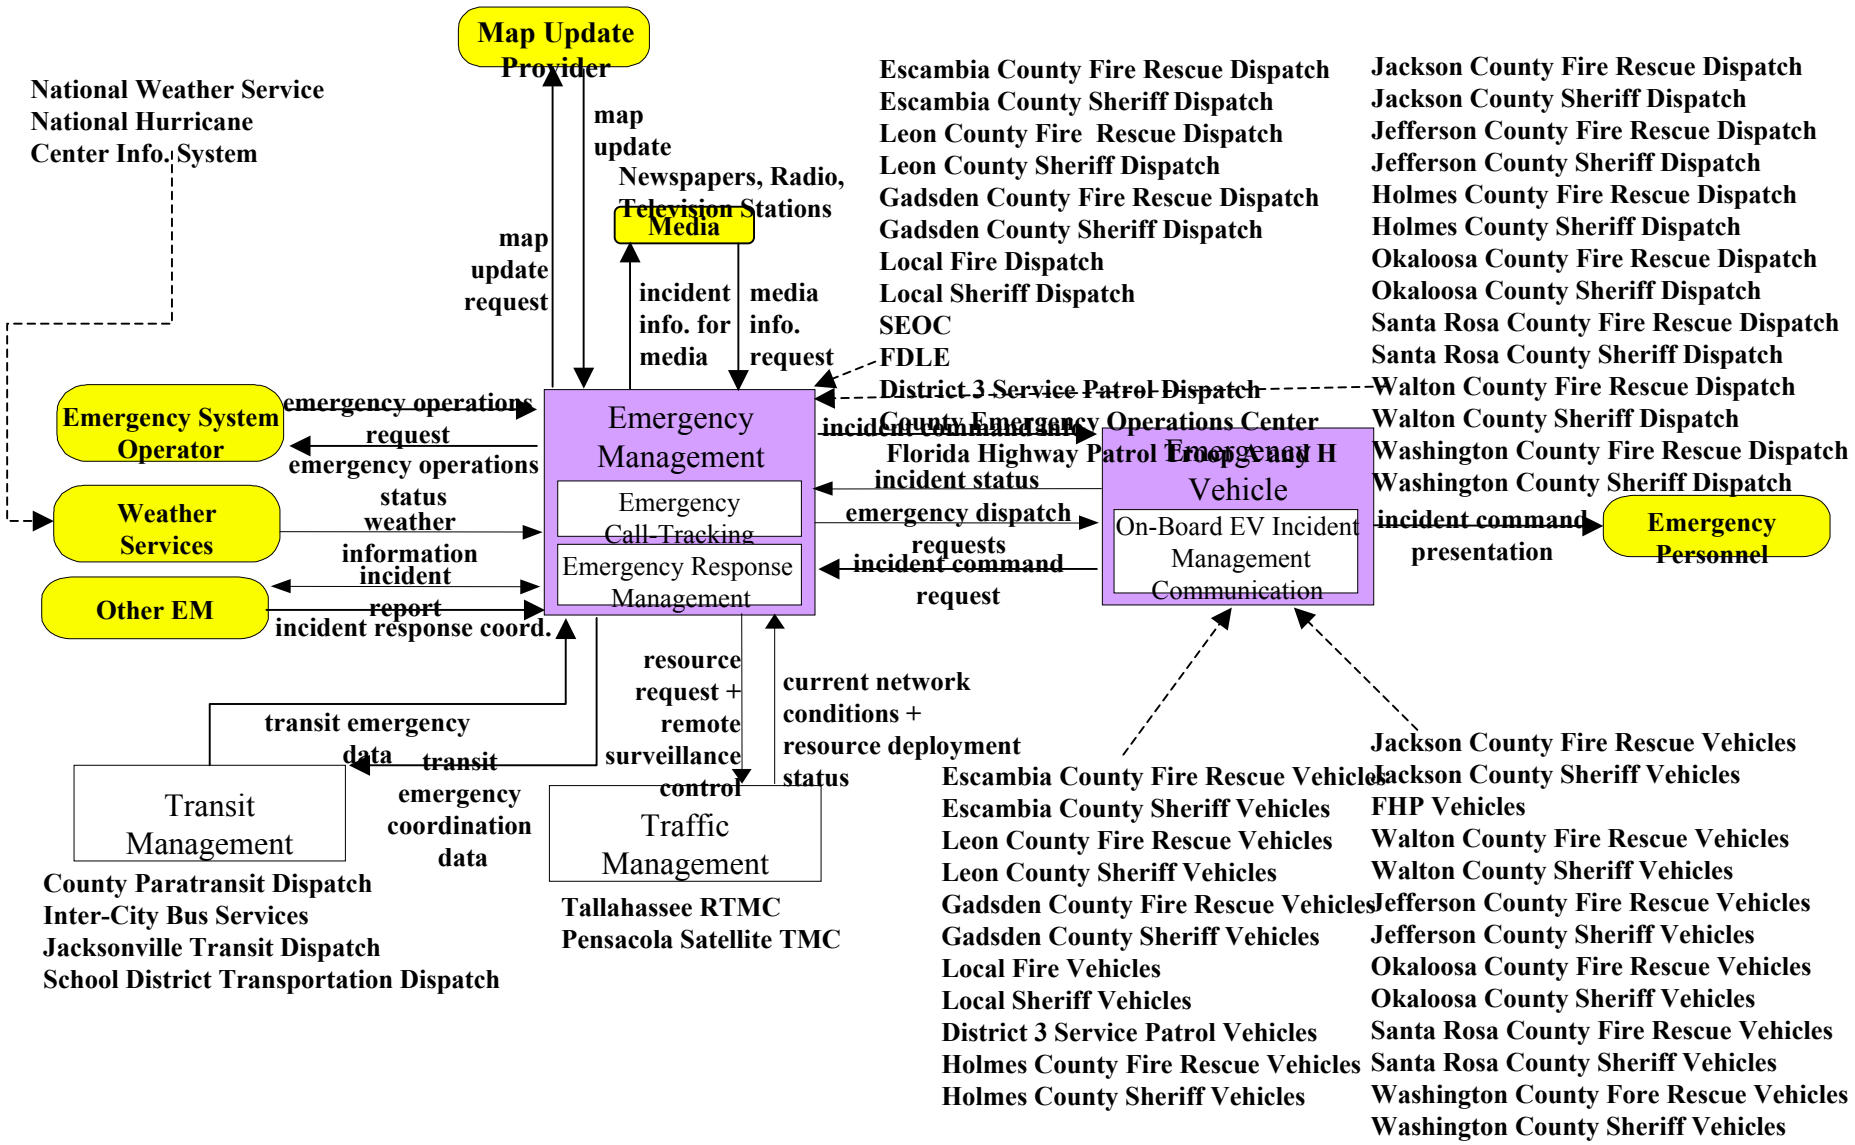 Map Update
Provider
National Weather Service
National Hurricane
Center Info. System
map
update
Newspapers, Radio,
Television Stations
Media
map
update
request
incident
info. for
media
media
info.
request
Escambia County Fire Rescue Dispatch
Escambia County Sheriff Dispatch
Leon County Fire Rescue Dispatch
Leon County Sheriff Dispatch
Gadsden County Fire Rescue Dispatch
Gadsden County Sheriff Dispatch
Local Fire Dispatch
Local Sheriff Dispatch
SEOC
FDLE
District 3 Service Patrol Dispatch
County Emergency Operations Center
Florida Highway Patrol Troop A and H
Jackson County Fire Rescue Dispatch
Jackson County Sheriff Dispatch
Jefferson County Fire Rescue Dispatch
Jefferson County Sheriff Dispatch
Holmes County Fire Rescue Dispatch
Holmes County Sheriff Dispatch
Okaloosa County Fire Rescue Dispatch
Okaloosa County Sheriff Dispatch
Santa Rosa County Fire Rescue Dispatch
Santa Rosa County Sheriff Dispatch
Walton County Fire Rescue Dispatch
Walton County Sheriff Dispatch
Washington County Fire Rescue Dispatch
Washington County Sheriff Dispatch
Emergency System
Operator
emergency operations
request
emergency operations
status
Weather
Services
weather
information
Other EM
incident
report
incident response coord.
Emergency
Management
Emergency
Call-Tracking
Emergency Response
Management
incident command info
incident status
emergency dispatch
requests
incident command
request
Emergency
Vehicle
On-Board EV Incident
Management
Communication
incident command
presentation
Emergency
Personnel
transit emergency
data
transit
emergency
coordination
data
resource
request +
remote
surveillance
control
current network
conditions +
resource deployment
status
Transit
Management
County Paratransit Dispatch
Inter-City Bus Services
Jacksonville Transit Dispatch
School District Transportation Dispatch
Traffic
Management
Tallahassee RTMC
Pensacola Satellite TMC
Escambia County Fire Rescue Vehicles
Escambia County Sheriff Vehicles
Leon County Fire Rescue Vehicles
Leon County Sheriff Vehicles
Gadsden County Fire Rescue Vehicles
Gadsden County Sheriff Vehicles
Local Fire Vehicles
Local Sheriff Vehicles
District 3 Service Patrol Vehicles
Holmes County Fire Rescue Vehicles
Holmes County Sheriff Vehicles
Jackson County Fire Rescue Vehicles
Jackson County Sheriff Vehicles
FHP Vehicles
Walton County Fire Rescue Vehicles
Walton County Sheriff Vehicles
Jefferson County Fire Rescue Vehicles
Jefferson County Sheriff Vehicles
Okaloosa County Fire Rescue Vehicles
Okaloosa County Sheriff Vehicles
Santa Rosa County Fire Rescue Vehicles
Santa Rosa County Sheriff Vehicles
Washington County Fore Rescue Vehicles
Washington County Sheriff Vehicles